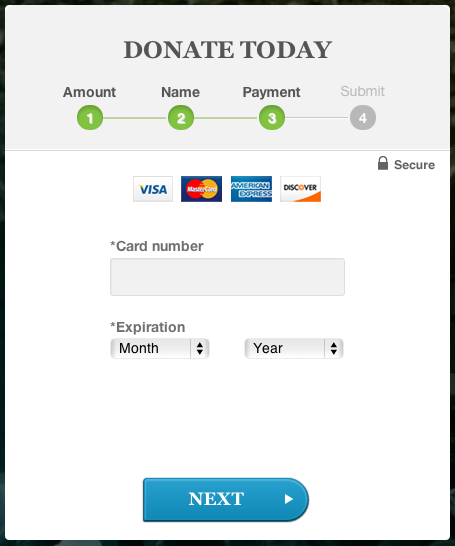 DONATE TODAY
Amount Name Payment Submit
1 2 3 4
Secure
VISA MasterCard AMERICAN EXPRESS DISCOVER
*Card number
*Expiration
Month Year
NEXT